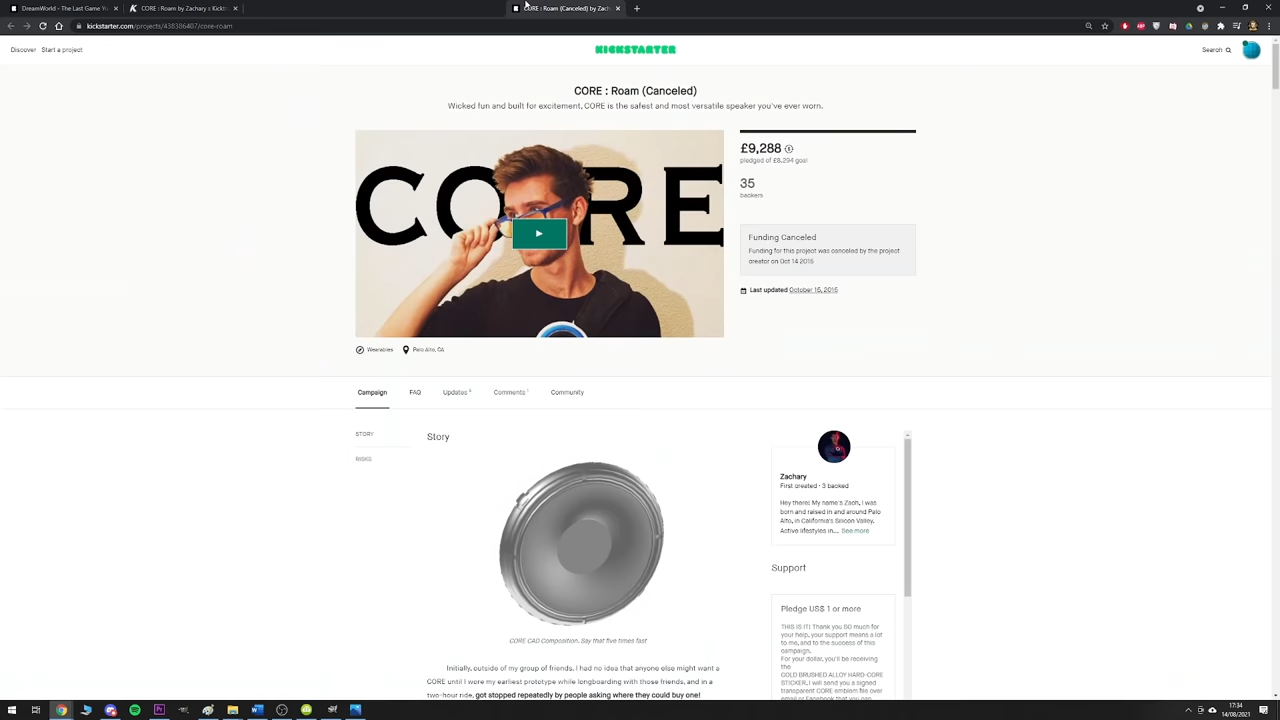 DreamWorld - The Last Game Yo
CORE : Roam by Zachary :: Kickst
CORE : Roam (Canceled) by Zach
kickstarter.com/projects/438386407/core-roam
Discover Start a project
KICKSTARTER
Search
CORE : Roam (Canceled)
Wicked fun and built for excitement, CORE is the safest and most versatile speaker you've ever worn.
CORE
£9,288
pledged of £8,294 goal
35
backers
Funding Canceled
Funding for this project was canceled by the project
creator on Oct 14 2015
Last updated October 15, 2015
Wearables Palo Alto, CA
Campaign FAQ Updates Comments Community
STORY
RISKS
Story
CORE CAD Composition. Say that five times fast
Initially, outside of my group of friends, I had no idea that anyone else might want a
CORE until I wore my earliest prototype while longboarding with those friends, and in a
two-hour ride, got stopped repeatedly by people asking where they could buy one!
Zachary
First created · 3 backed
Hey there! My name's Zach, I was
born and raised in and around Palo
Alto, in California's Silicon Valley.
Active lifestyles in... See more
Support
Pledge US$ 1 or more
THIS IS IT! Thank you SO much for
your help, your support means a lot
to me, and to the success of this
campaign.
For your dollar, you'll be receiving
the
GOLD BRUSHED ALLOY HARD-CORE
STICKER, I will send you a signed
transparent CORE emblem file over
email or Facebook that you can
17:34
14/08/2021